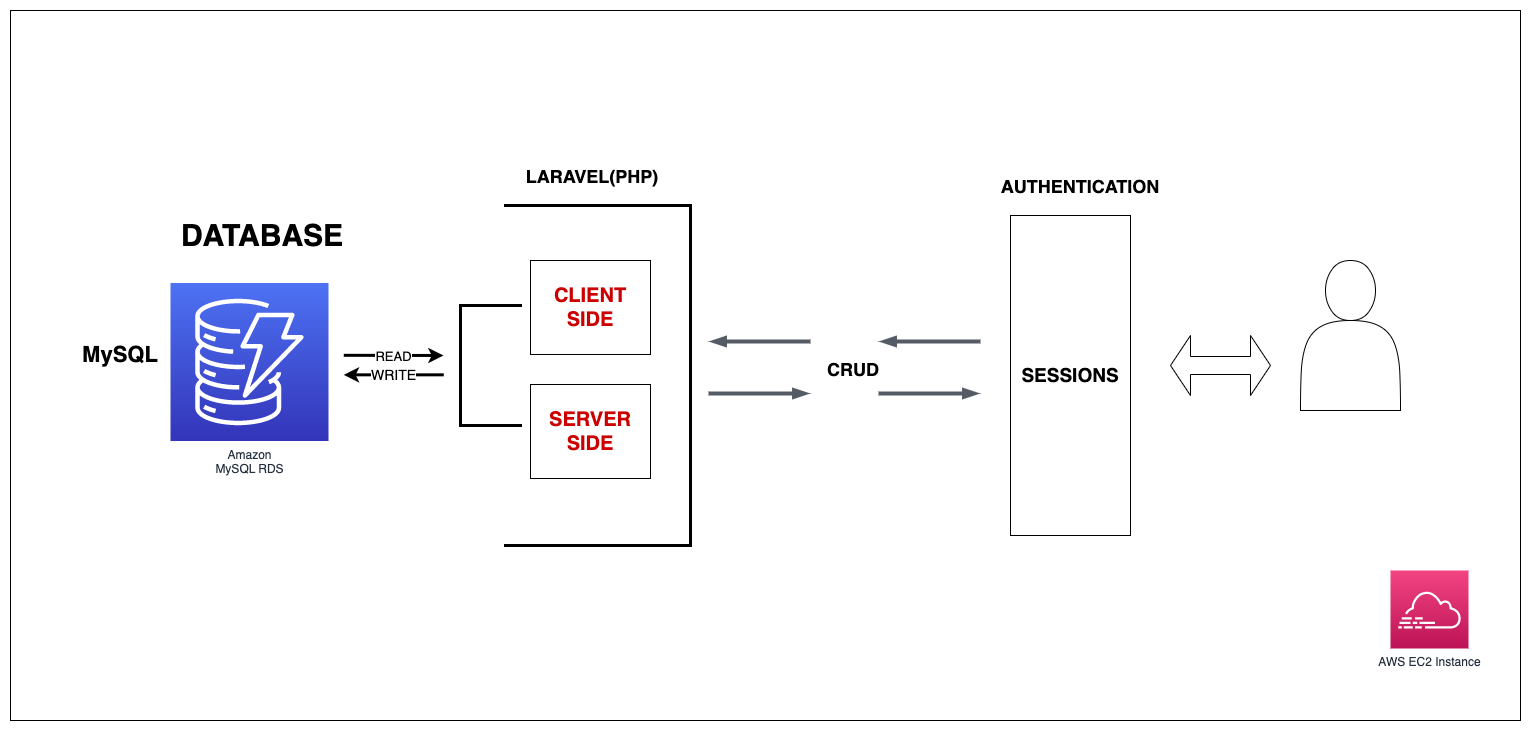 LARAVEL(PHP)
AUTHENTICATION
DATABASE
MySQL
Amazon
MySQL RDS
READ
WRITE
CLIENT
SIDE
SERVER
SIDE
CRUD
SESSIONS
AWS EC2 Instance